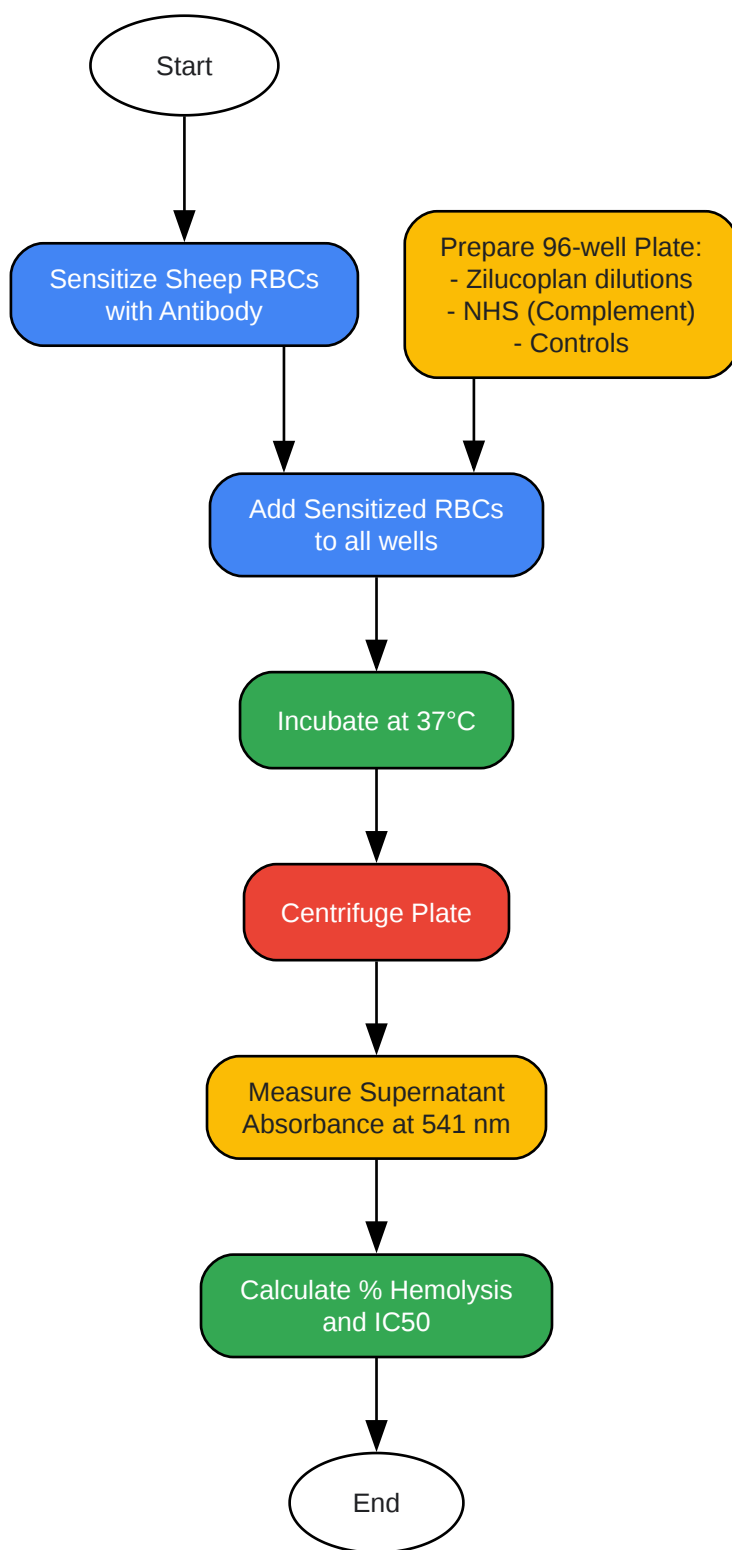 Start
Sensitize Sheep RBCs
with Antibody
Prepare 96-well Plate:
- Zilucoplan dilutions
- NHS (Complement)
- Controls
Add Sensitized RBCs
to all wells
Incubate at 37°C
Centrifuge Plate
Measure Supernatant
Absorbance at 541 nm
Calculate % Hemolysis
and IC50
End